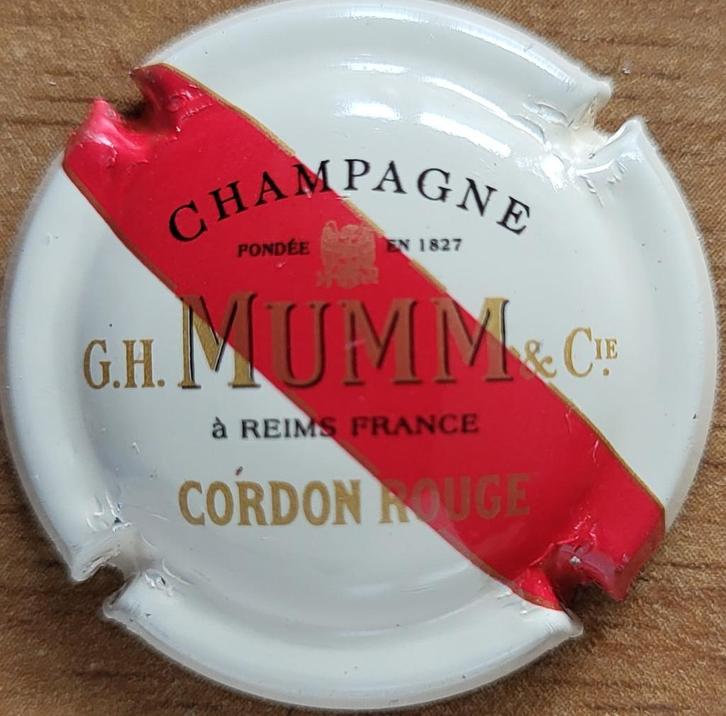 CHAMPAGNE
FONDÉE EN 1827
G.H. MUMM & CIE
à REIMS FRANCE
CORDON ROUGE